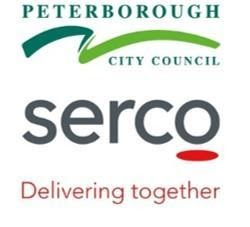 PETERBOROUGH
CITY COUNCIL
serco
Delivering together